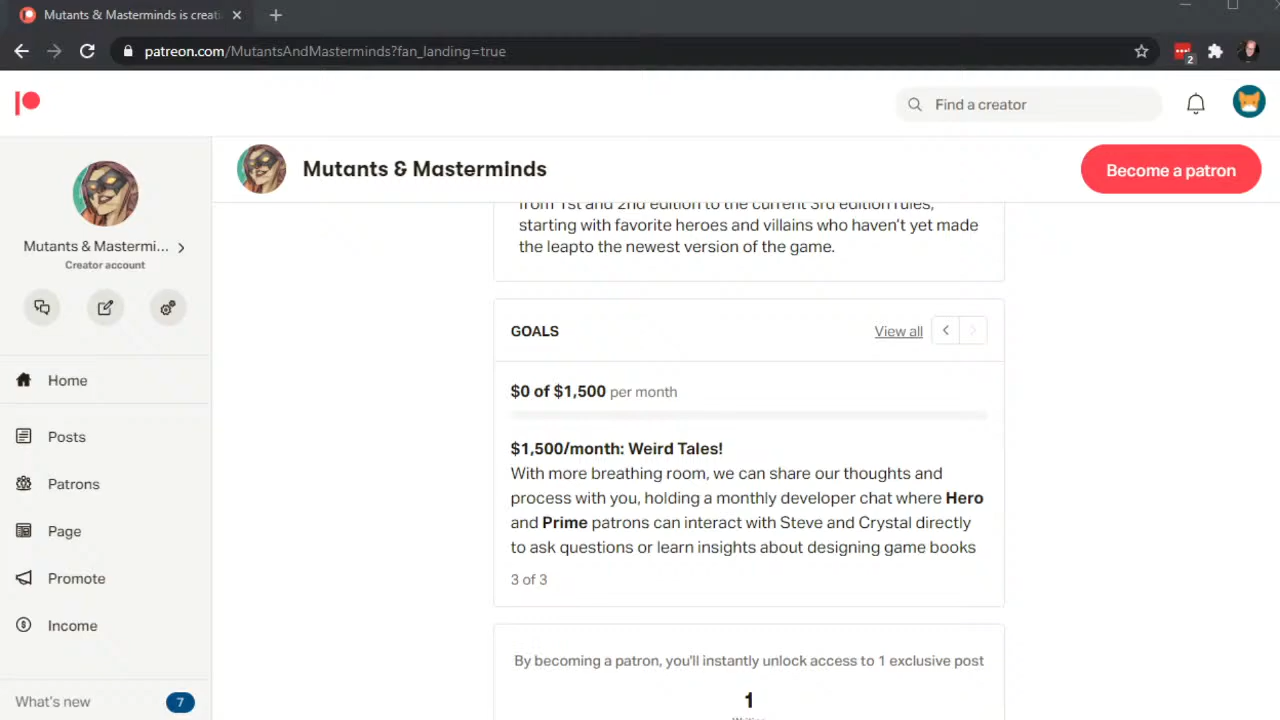 Mutants & Masterminds is creati
patreon.com/MutantsAndMasterminds?fan_landing=true
2
Find a creator
Mutants & Masterminds
Become a patron
Mutants & Mastermi...
Creator account
Home
Posts
Patrons
Page
Promote
Income
What's new
7
from 1st and 2nd edition to the current 3rd edition rules,
starting with favorite heroes and villains who haven't yet made
the leapto the newest version of the game.
GOALS
View all
$0 of $1,500 per month
$1,500/month: Weird Tales!
With more breathing room, we can share our thoughts and
process with you, holding a monthly developer chat where Hero
and Prime patrons can interact with Steve and Crystal directly
to ask questions or learn insights about designing game books
3 of 3
By becoming a patron, you'll instantly unlock access to 1 exclusive post
1